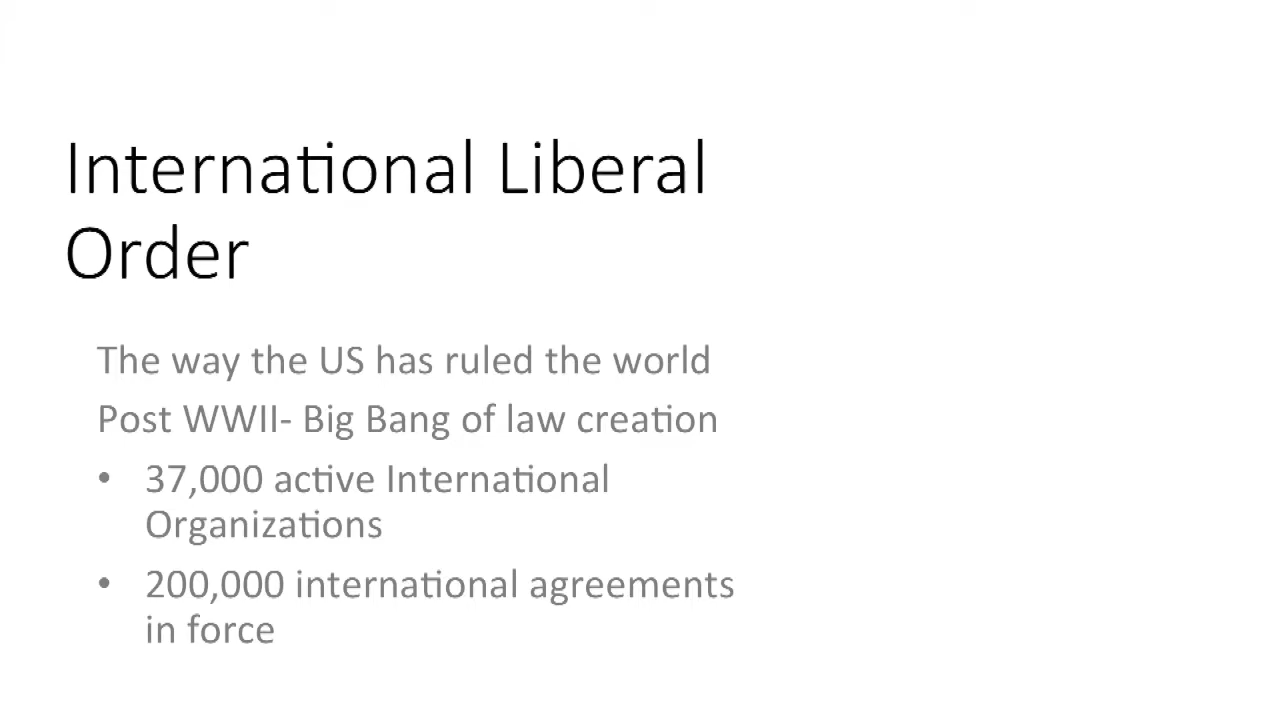 International Liberal
Order
The way the US has ruled the world
Post WWII- Big Bang of law creation
• 37,000 active International
Organizations
• 200,000 international agreements
in force